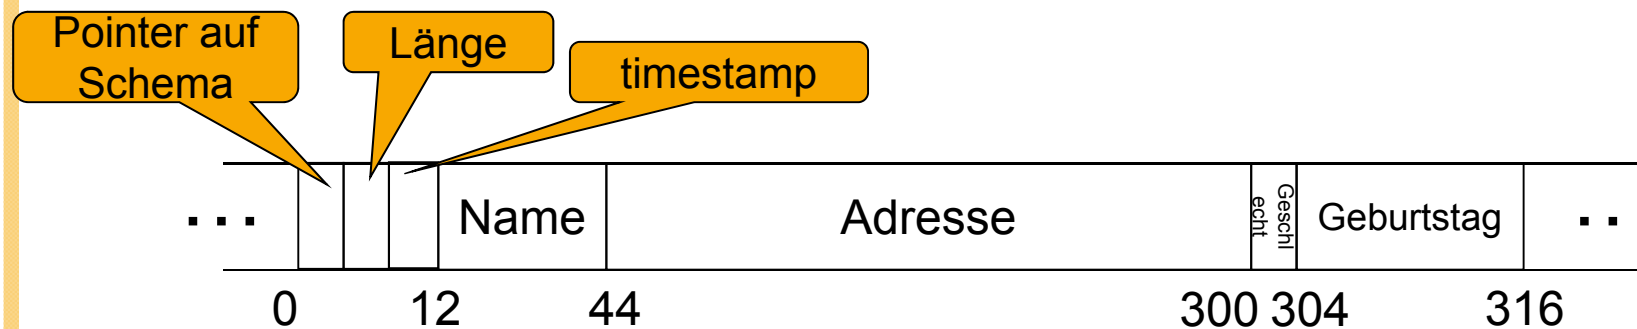 Pointer auf
Schema
Länge
timestamp
...
Name
Adresse
Geschl
echt
Geburtstag
..
0
12
44
300
304
316